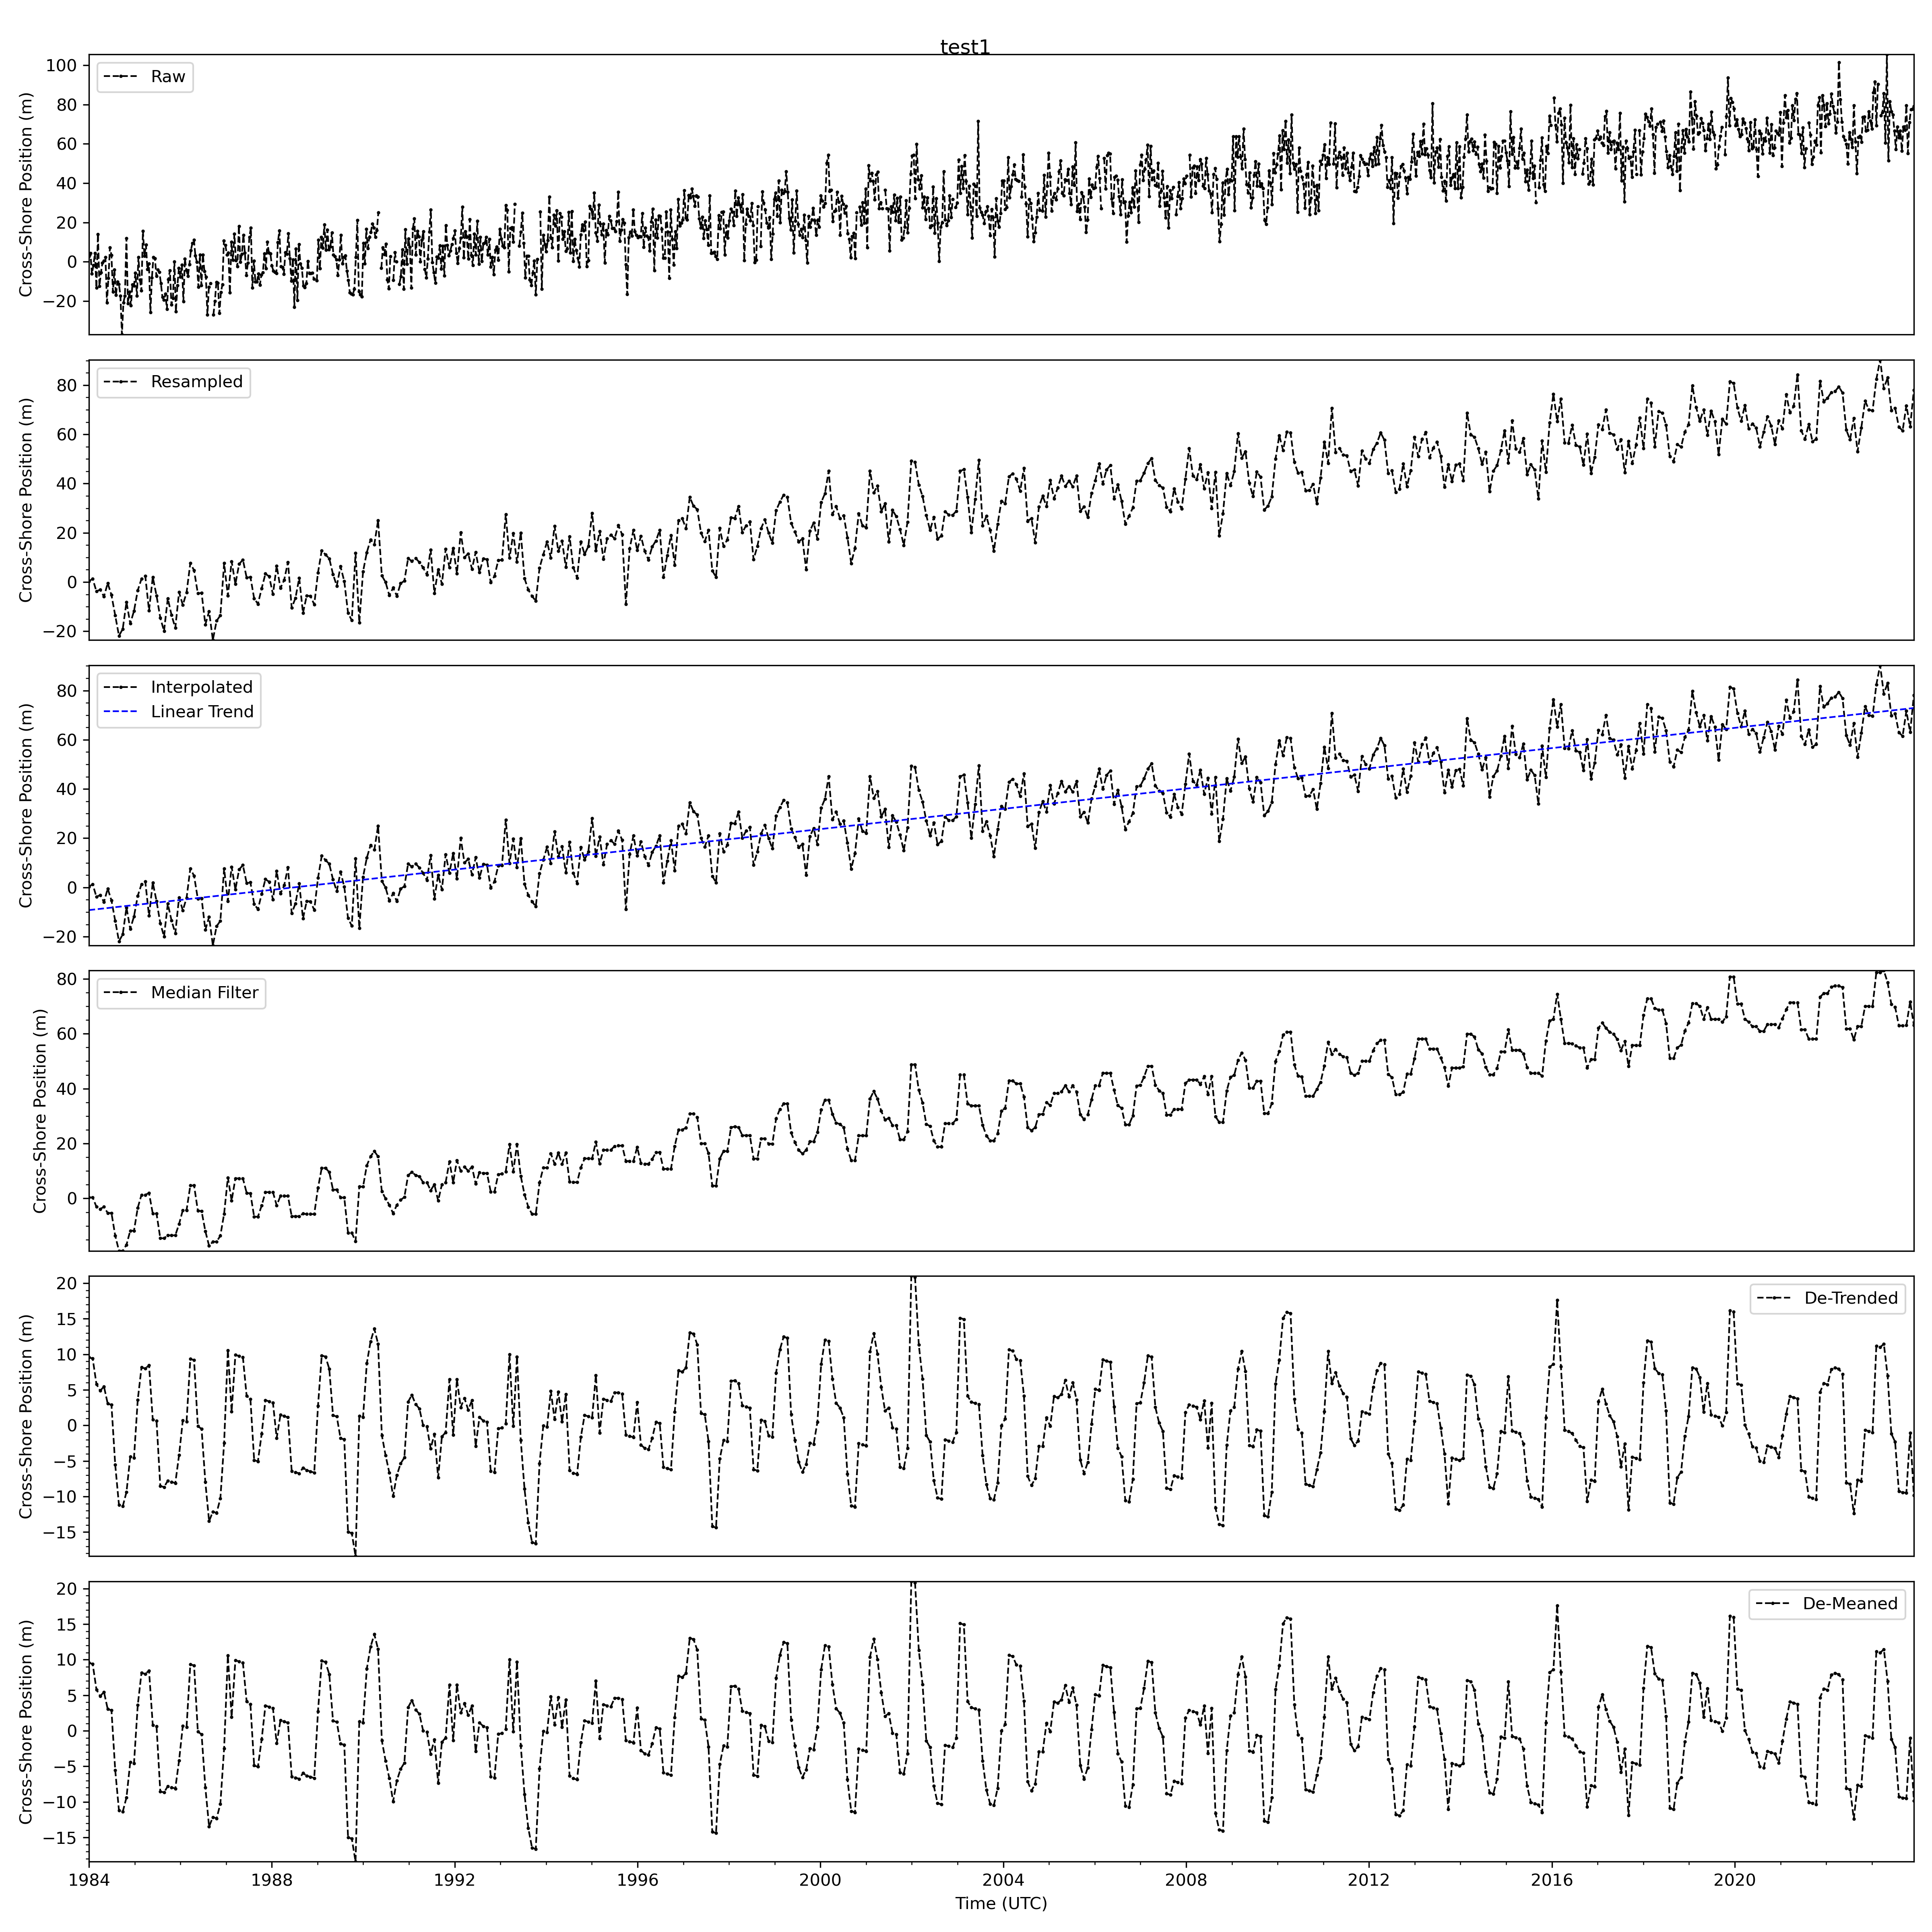 test1
Cross-Shore Position (m)
100
80
60
40
20
0
−20
Raw
Cross-Shore Position (m)
80
60
40
20
0
−20
Resampled
Cross-Shore Position (m)
80
60
40
20
0
−20
Interpolated
Linear Trend
Cross-Shore Position (m)
80
60
40
20
0
Median Filter
Cross-Shore Position (m)
20
15
10
5
0
−5
−10
−15
De-Trended
Cross-Shore Position (m)
20
15
10
5
0
−5
−10
−15
De-Meaned
1984 1988 1992 1996 2000 2004 2008 2012 2016 2020
Time (UTC)